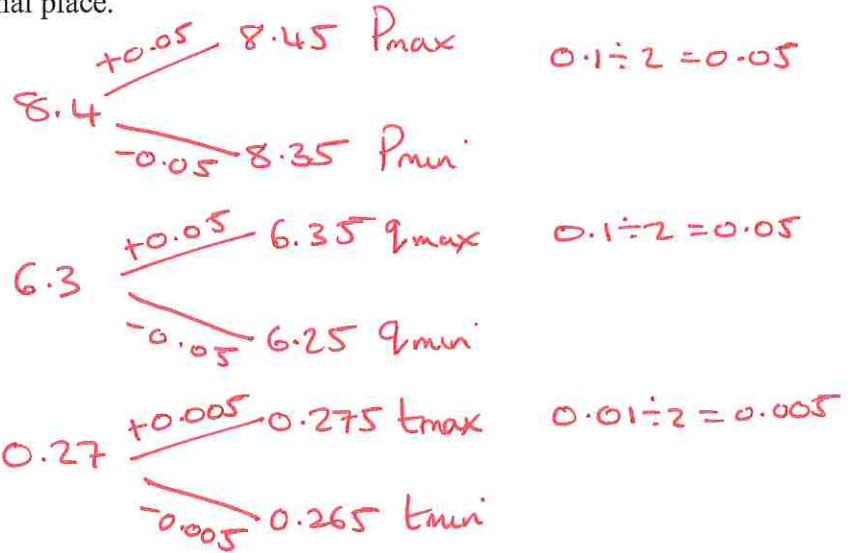 place.
+0.05 8.45 Pmax 0.1÷2=0.05
8.4
-0.05 8.35 Pmin
+0.05 6.35 qmax 0.1÷2=0.05
6.3
-0.05 6.25 qmin
+0.005 0.275 tmax 0.01÷2=0.005
0.27
-0.005 0.265 tmin